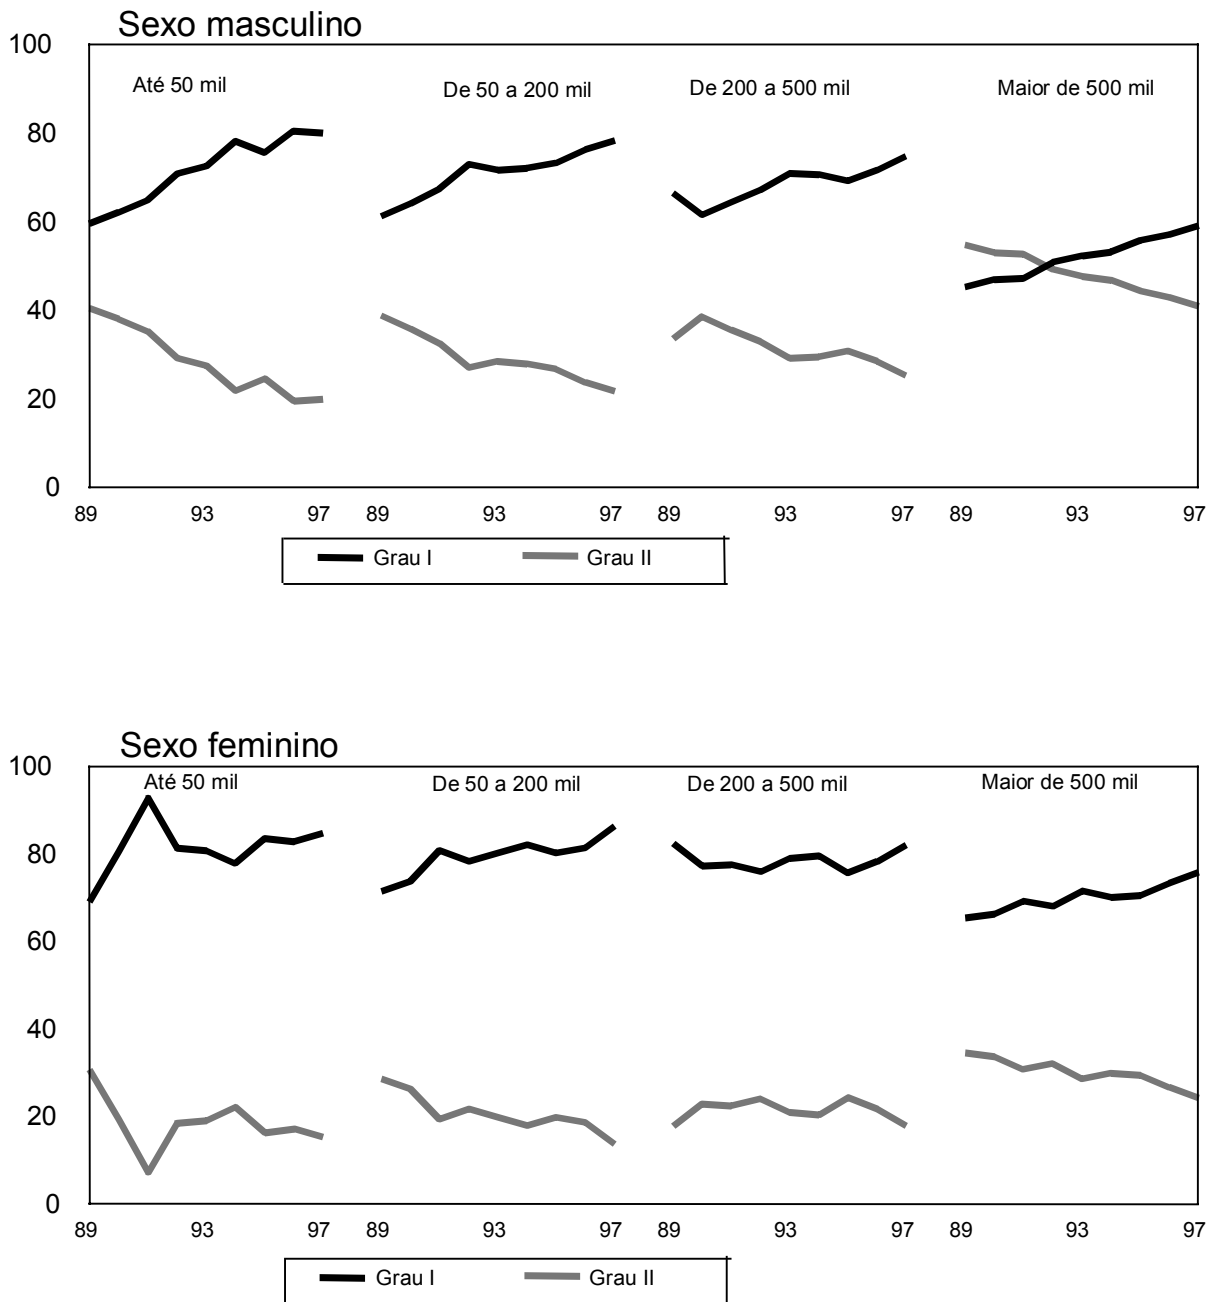 Sexo masculino
100
Até 50 mil
De 50 a 200 mil
De 200 a 500 mil
Maior de 500 mil
80
60
40
20
0
89 93 97 89 93 97 89 93 97 89 93 97
Grau I Grau II
Sexo feminino
100
Até 50 mil
De 50 a 200 mil
De 200 a 500 mil
Maior de 500 mil
80
60
40
20
0
89 93 97 89 93 97 89 93 97 89 93 97
Grau I Grau II